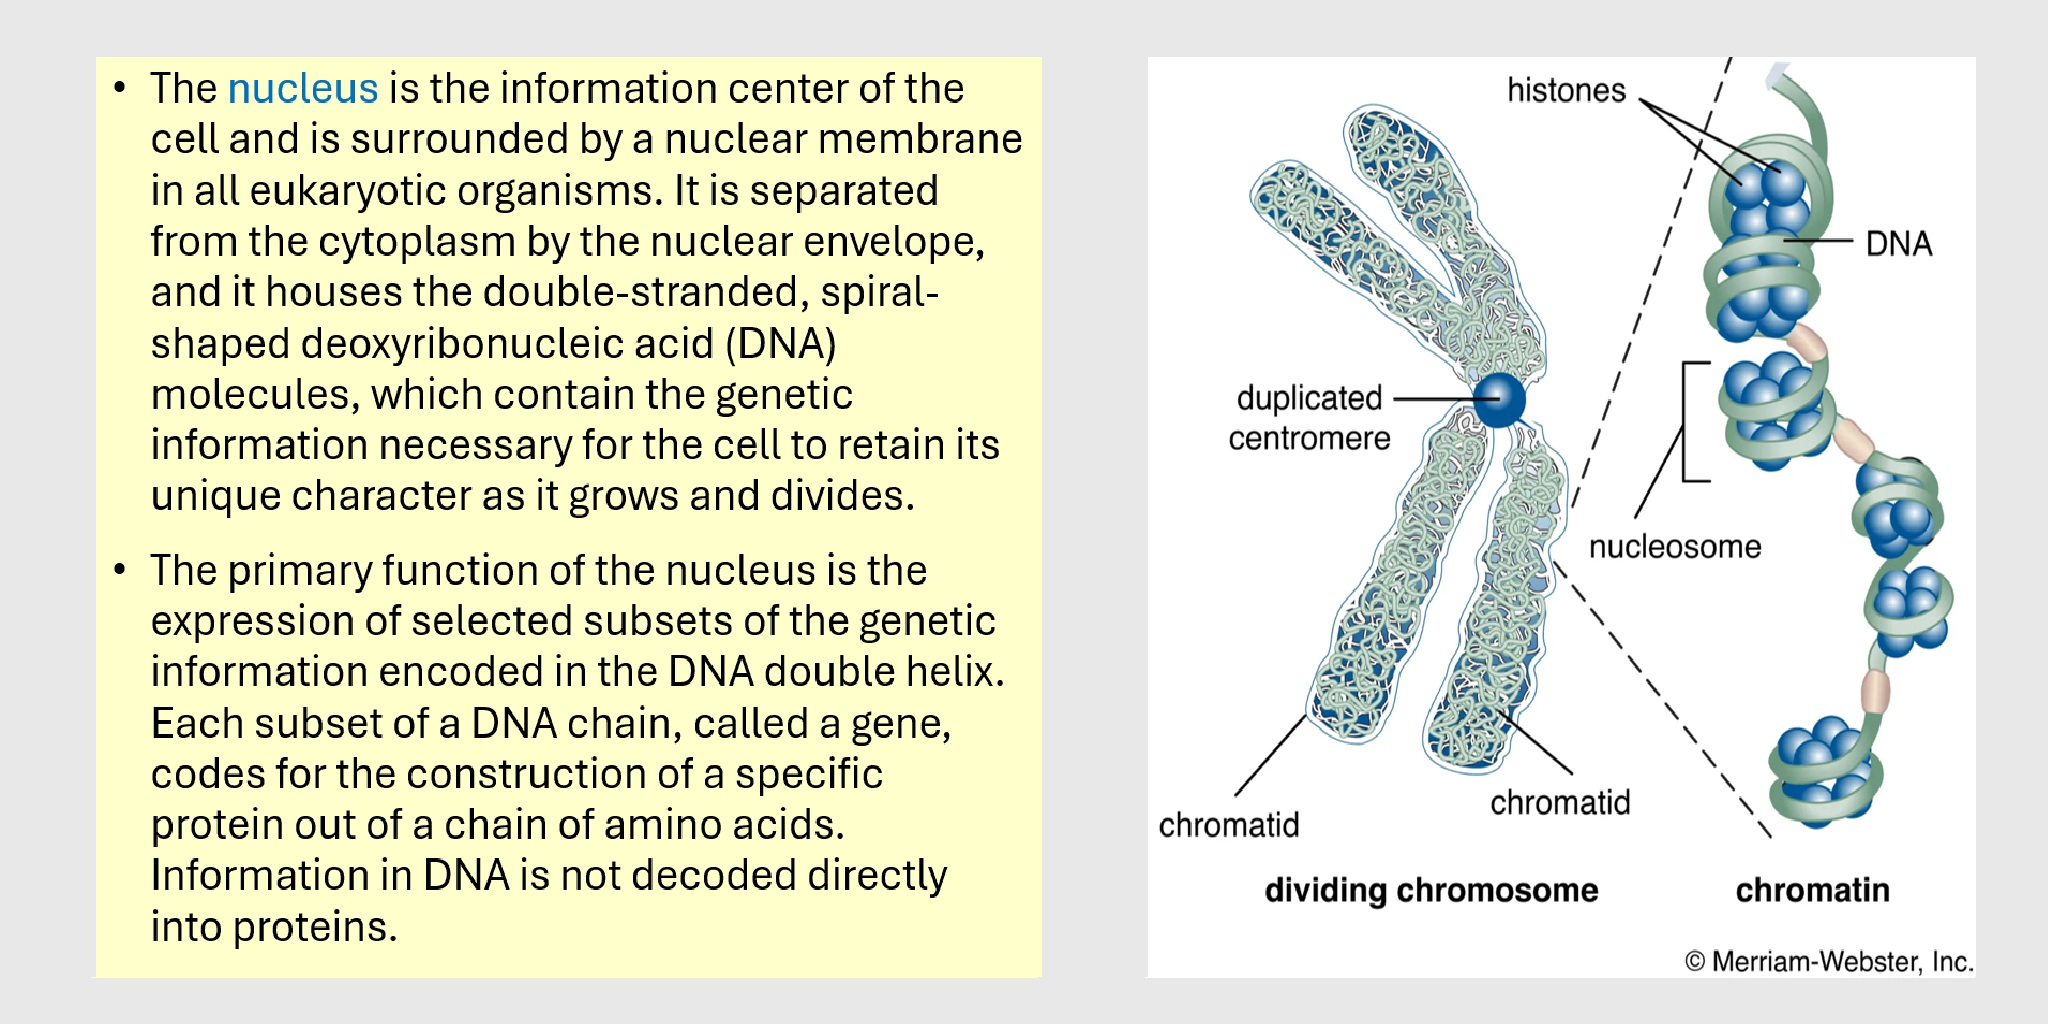 • The nucleus is the information center of the
cell and is surrounded by a nuclear membrane
in all eukaryotic organisms. It is separated
from the cytoplasm by the nuclear envelope,
and it houses the double-stranded, spiral-
shaped deoxyribonucleic acid (DNA)
molecules, which contain the genetic
information necessary for the cell to retain its
unique character as it grows and divides.
• The primary function of the nucleus is the
expression of selected subsets of the genetic
information encoded in the DNA double helix.
Each subset of a DNA chain, called a gene,
codes for the construction of a specific
protein out of a chain of amino acids.
Information in DNA is not decoded directly
into proteins.
histones
DNA
duplicated
centromere
nucleosome
chromatid
chromatid
dividing chromosome
chromatin
© Merriam-Webster, Inc.